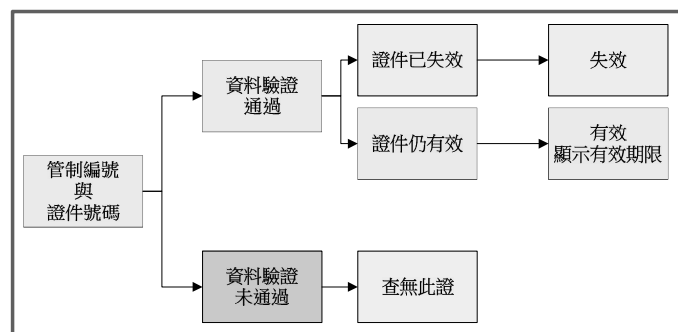 管制編號
與
證件號碼
資料驗證
通過
證件已失效
失效
證件仍有效
有效
顯示有效期限
資料驗證
未通過
查無此證